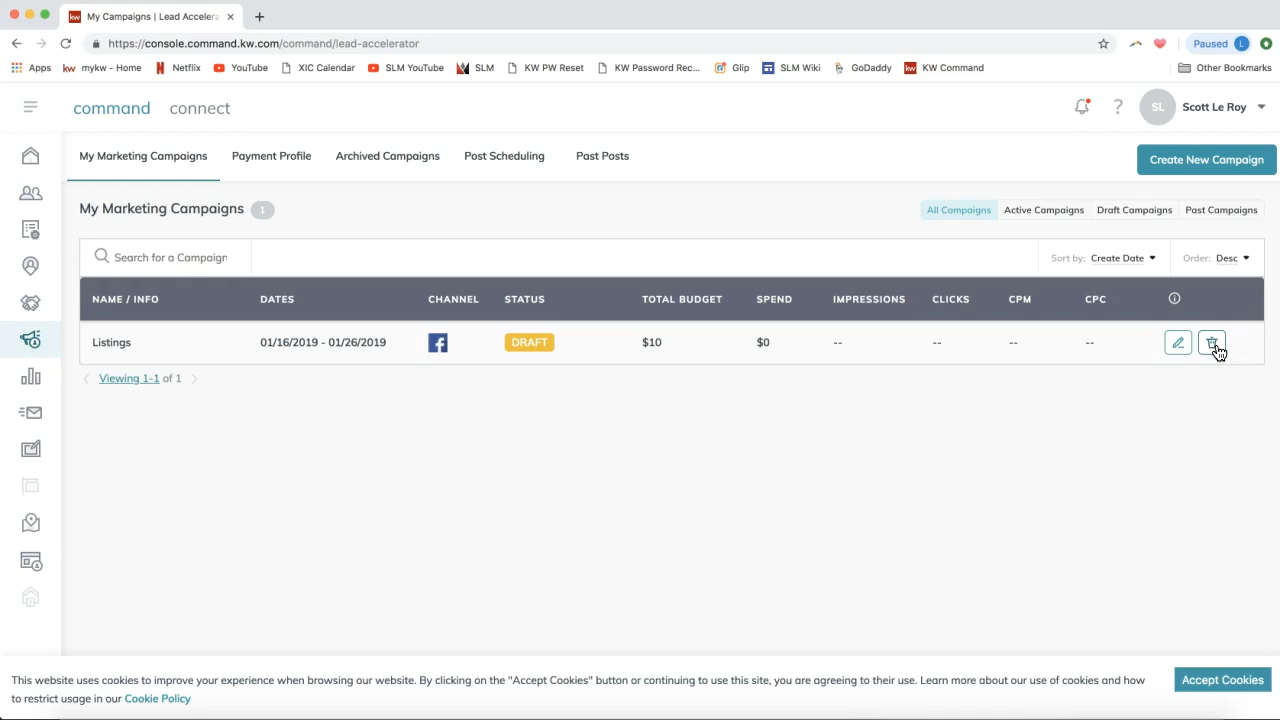 My Campaigns | Lead Accelera
https://console.command.kw.com/command/lead-accelerator
Paused L
Apps
kw mykw - Home
Netflix
YouTube
XIC Calendar
SLM YouTube
SLM
KW PW Reset
KW Password Rec...
Glip
SLM Wiki
GoDaddy
kw KW Command
Other Bookmarks
command connect
? SL Scott Le Roy
My Marketing Campaigns Payment Profile Archived Campaigns Post Scheduling Past Posts
Create New Campaign
My Marketing Campaigns 1
All Campaigns Active Campaigns Draft Campaigns Past Campaigns
Search for a Campaign
Sort by: Create Date Order: Desc
NAME / INFO DATES CHANNEL STATUS TOTAL BUDGET SPEND IMPRESSIONS CLICKS CPM CPC
Listings 01/16/2019 - 01/26/2019 DRAFT $10 $0 -- -- -- --
Viewing 1-1 of 1
This website uses cookies to improve your experience when browsing our website. By clicking on the "Accept Cookies" button or continuing to use this site, you are agreeing to their use. Learn more about our use of cookies and how
to restrict usage in our Cookie Policy
Accept Cookies